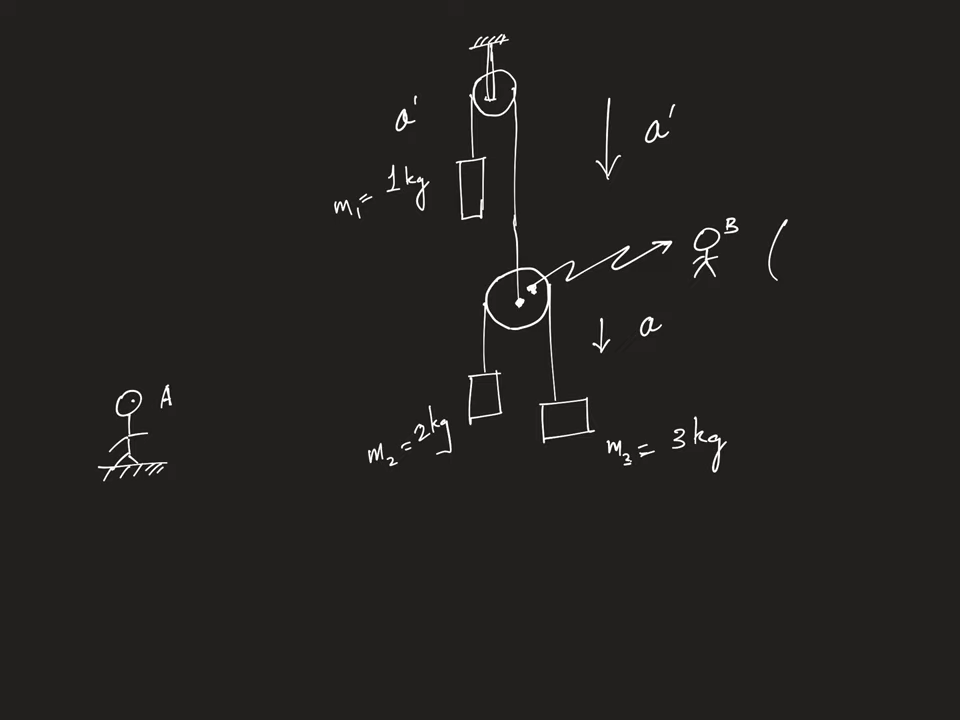 a'
a'
m₁ = 1kg
B (
a
A
m₂ = 2kg
m₃ = 3kg